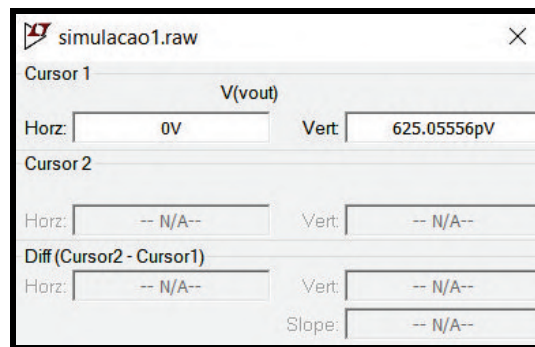 simulacao1.raw
Cursor 1
V(vout)
Horz: 0V Vert: 625.05556pV
Cursor 2
Horz: -- N/A-- Vert: -- N/A--
Diff (Cursor2 - Cursor1)
Horz: -- N/A-- Vert: -- N/A--
Slope: -- N/A--